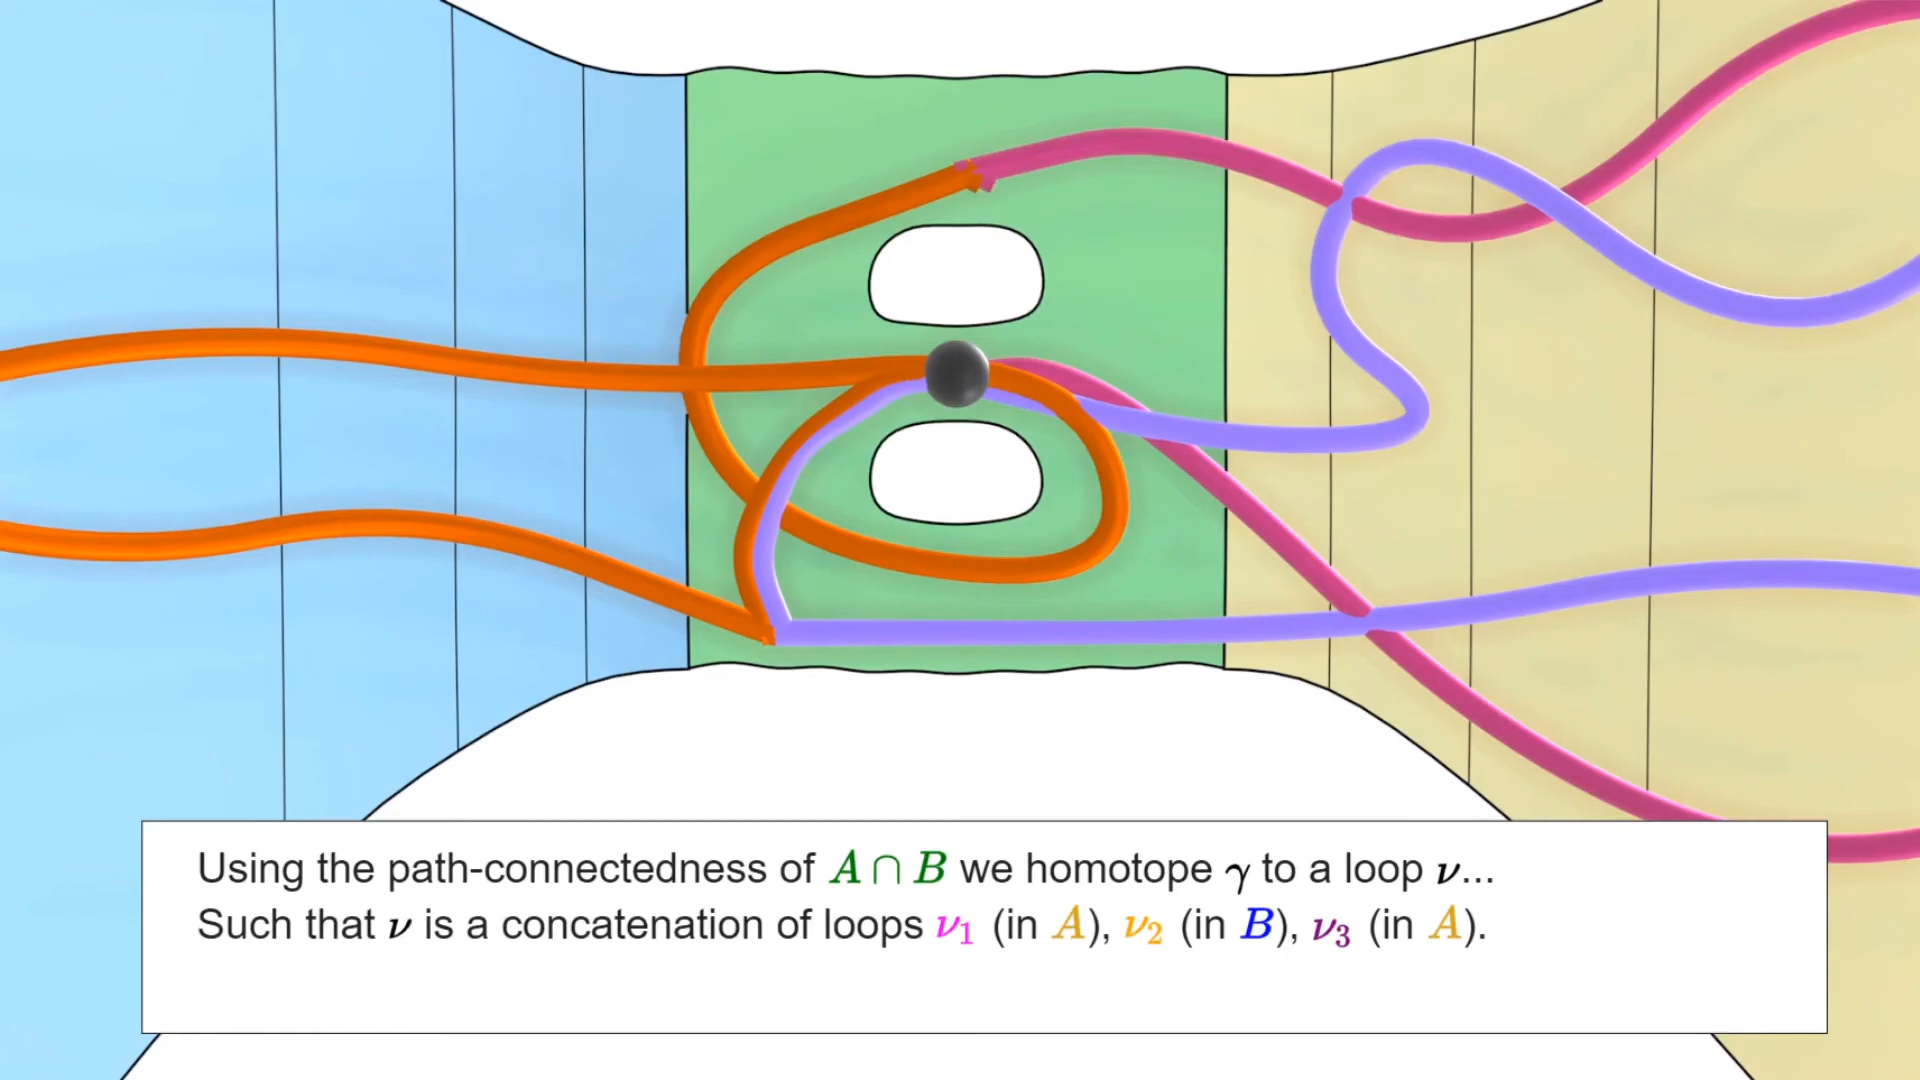 Using the path-connectedness of A ∩ B we homotope γ to a loop ν...
Such that ν is a concatenation of loops ν₁ (in A), ν₂ (in B), ν₃ (in A).